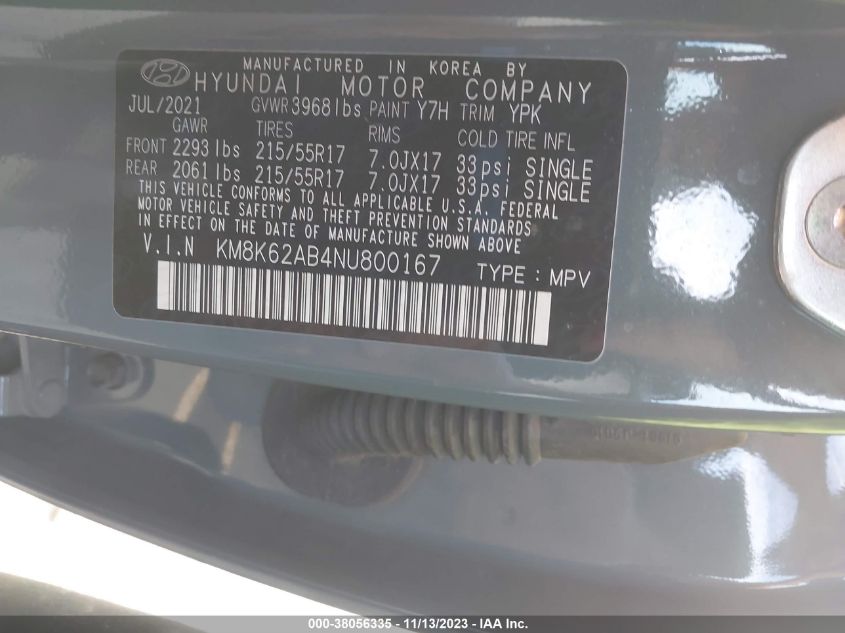 MANUFACTURED IN KOREA BY
HYUNDAI MOTOR COMPANY
JUL/2021 GVWR 3968lbs PAINT Y7H TRIM YPK
GAWR TIRES RIMS COLD TIRE INFL
FRONT 2293lbs 215/55R17 7.0JX17 33psi SINGLE
REAR 2061lbs 215/55R17 7.0JX17 33psi SINGLE
THIS VEHICLE CONFORMS TO ALL APPLICABLE U.S.A. FEDERAL
MOTOR VEHICLE SAFETY AND THEFT PREVENTION STANDARDS
IN EFFECT ON THE DATE OF MANUFACTURE SHOWN ABOVE.
V.I.N KM8K62AB4NU800167 TYPE : MPV
000-38056335 - 11/13/2023 - IAA Inc.